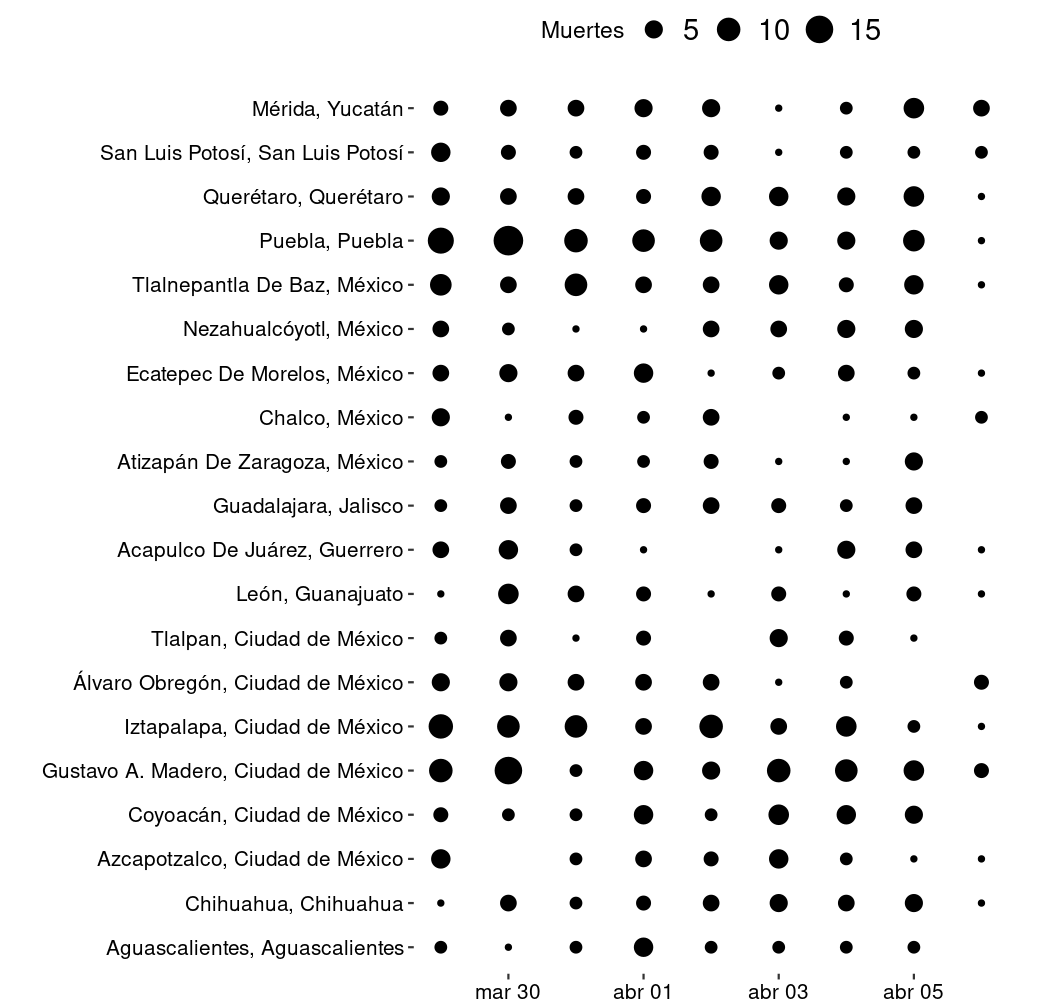 Muertes 5 10 15
Mérida, Yucatán
San Luis Potosí, San Luis Potosí
Querétaro, Querétaro
Puebla, Puebla
Tlalnepantla De Baz, México
Nezahualcóyotl, México
Ecatepec De Morelos, México
Chalco, México
Atizapán De Zaragoza, México
Guadalajara, Jalisco
Acapulco De Juárez, Guerrero
León, Guanajuato
Tlalpan, Ciudad de México
Álvaro Obregón, Ciudad de México
Iztapalapa, Ciudad de México
Gustavo A. Madero, Ciudad de México
Coyoacán, Ciudad de México
Azcapotzalco, Ciudad de México
Chihuahua, Chihuahua
Aguascalientes, Aguascalientes
mar 30 abr 01 abr 03 abr 05